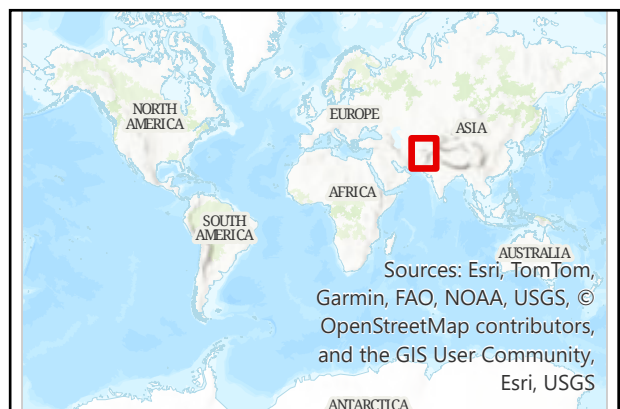 NORTH
AMERICA
EUROPE
ASIA
AFRICA
SOUTH
AMERICA
AUSTRALIA
Sources: Esri, TomTom,
Garmin, FAO, NOAA, USGS, ©
OpenStreetMap contributors,
and the GIS User Community,
Esri, USGS
ANTARCTICA